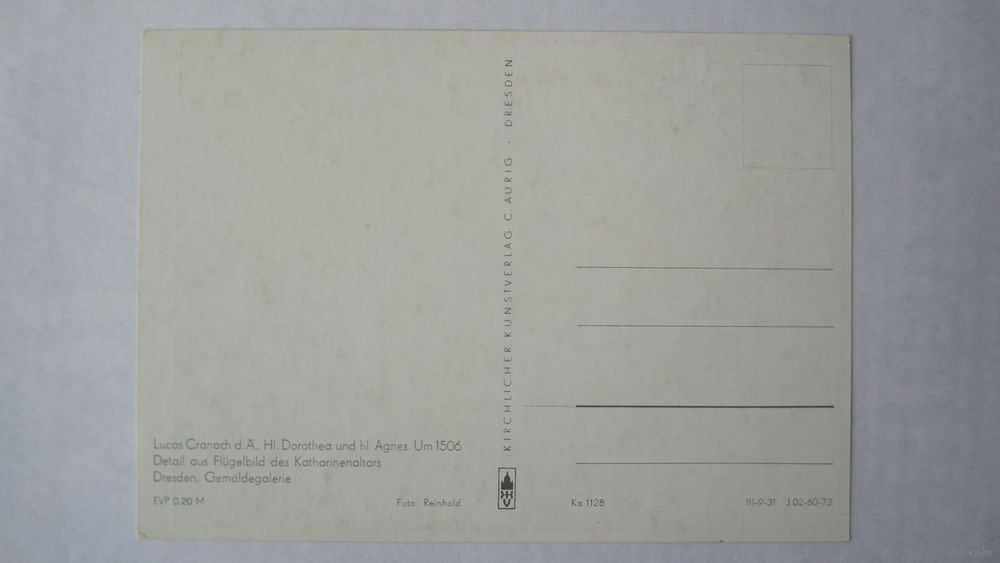 Lucas Cranach d. Ä., Hl. Dorothea und hl. Agnes. Um 1506
Detail aus Flügelbild des Katharinenaltars
Dresden, Gemäldegalerie
EVP 0.20 M
Foto: Reinhold
KIRCHLICHER KUNSTVERLAG C. AURIG · DRESDEN
Ka 1128
III-9-31 J 02-60-73